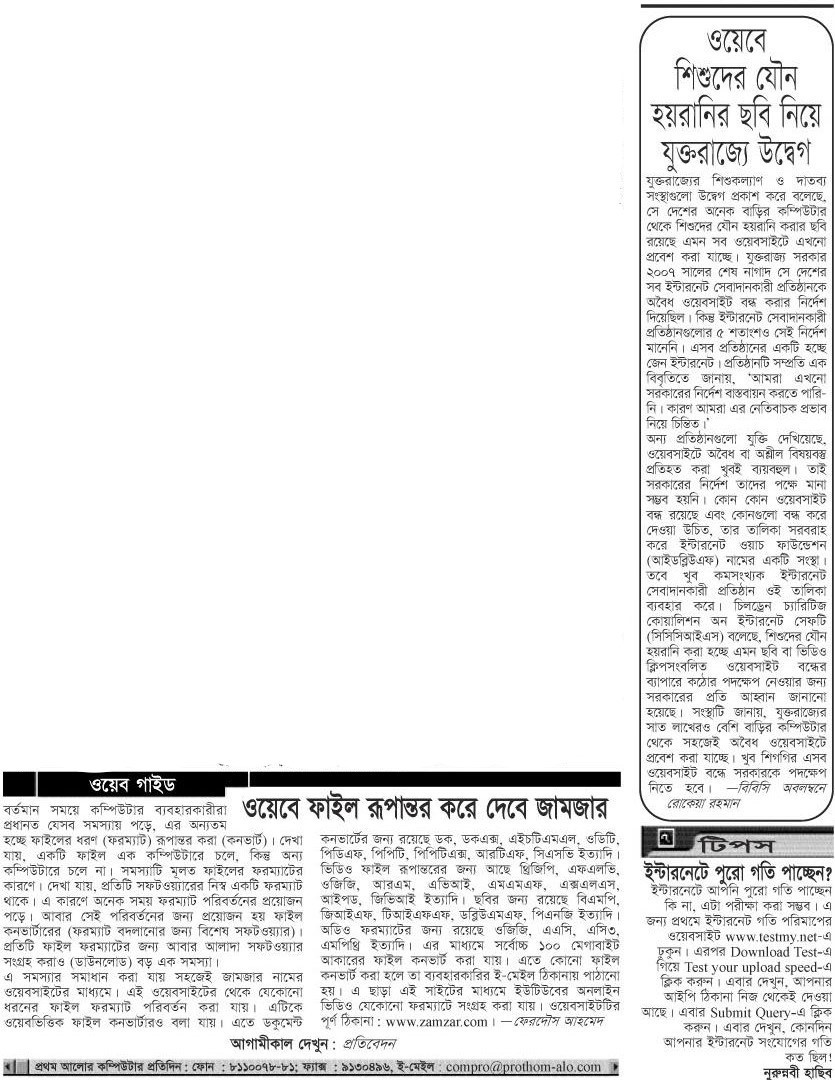 ওয়েবে
শিশুদের যৌন
হয়রানির ছবি নিয়ে
যুক্তরাজ্যে উদ্বেগ
যুক্তরাজ্যের শিশুকল্যাণ ও দাতব্য
সংস্থাগুলো উদ্বেগ প্রকাশ করে বলেছে,
সে দেশের অনেক বাড়ির কম্পিউটার
থেকে শিশুদের যৌন হয়রানি করার ছবি
রয়েছে এমন সব ওয়েবসাইটে এখনো
প্রবেশ করা যাচ্ছে। যুক্তরাজ্য সরকার
২০০৭ সালের শেষ নাগাদ সে দেশের
সব ইন্টারনেট সেবাদানকারী প্রতিষ্ঠানকে
অবৈধ ওয়েবসাইট বন্ধ করার নির্দেশ
দিয়েছিল। কিন্তু ইন্টারনেট সেবাদানকারী
প্রতিষ্ঠানগুলোর ৫ শতাংশও সেই নির্দেশ
মানেনি। এসব প্রতিষ্ঠানের একটি হচ্ছে
জেন ইন্টারনেট। প্রতিষ্ঠানটি সম্প্রতি এক
বিবৃতিতে জানায়, ‘আমরা এখনো
সরকারের নির্দেশ বাস্তবায়ন করতে পারি-
নি। কারণ আমরা এর নেতিবাচক প্রভাব
নিয়ে চিন্তিত।’
অন্য প্রতিষ্ঠানগুলো যুক্তি দেখিয়েছে,
ওয়েবসাইটে অবৈধ বা অশ্লীল বিষয়বস্তু
প্রতিহত করা খুবই ব্যয়বহুল। তাই
সরকারের নির্দেশ তাদের পক্ষে মানা
সম্ভব হয়নি। কোন কোন ওয়েবসাইট
বন্ধ রয়েছে এবং কোনগুলো বন্ধ করে
দেওয়া উচিত, তার তালিকা সরবরাহ
করে ইন্টারনেট ওয়াচ ফাউন্ডেশন
(আইডব্লিউএফ) নামের একটি সংস্থা।
তবে খুব কমসংখ্যক ইন্টারনেট
সেবাদানকারী প্রতিষ্ঠান ওই তালিকা
ব্যবহার করে। চিলড্রেন চ্যারিটিজ
কোয়ালিশন অন ইন্টারনেট সেফটি
(সিসিসিআইএস) বলেছে, শিশুদের যৌন
হয়রানি করা হচ্ছে এমন ছবি বা ভিডিও
ক্লিপসংবলিত ওয়েবসাইট বন্ধের
ব্যাপারে কঠোর পদক্ষেপ নেওয়ার জন্য
সরকারের প্রতি আহ্বান জানানো
হয়েছে। সংস্থাটি জানায়, যুক্তরাজ্যের
সাত লাখেরও বেশি বাড়ির কম্পিউটার
থেকে সহজেই অবৈধ ওয়েবসাইটে
প্রবেশ করা যাচ্ছে। খুব শিগগির এসব
ওয়েবসাইট বন্ধে সরকারকে পদক্ষেপ
নিতে হবে। —বিবিসি অবলম্বনে
রোকেয়া রহমান
ওয়েব গাইড
ওয়েবে ফাইল রূপান্তর করে দেবে জামজার
বর্তমান সময়ে কম্পিউটার ব্যবহারকারীরা
প্রধানত যেসব সমস্যায় পড়ে, এর অন্যতম
হচ্ছে ফাইলের ধরণ (ফরম্যাট) রূপান্তর করা (কনভার্ট)। দেখা
যায়, একটি ফাইল এক কম্পিউটারে চলে, কিন্তু অন্য
কম্পিউটারে চলে না। সমস্যাটি মূলত ফাইলের ফরম্যাটের
কারণে। দেখা যায়, প্রতিটি সফটওয়্যারের নিস্ব একটি ফরম্যাট
থাকে। এ কারণে অনেক সময় ফরম্যাট পরিবর্তনের প্রয়োজন
পড়ে। আবার সেই পরিবর্তনের জন্য প্রয়োজন হয় ফাইল
কনভার্টারের (ফরম্যাট বদলানোর জন্য বিশেষ সফটওয়্যার)।
প্রতিটি ফাইল ফরম্যাটের জন্য আবার আলাদা সফটওয়্যার
সংগ্রহ করাও (ডাউনলোড) বড় এক সমস্যা।
এ সমস্যার সমাধান করা যায় সহজেই জামজার নামের
ওয়েবসাইটের মাধ্যমে। এই ওয়েবসাইটের থেকে যেকোনো
ধরনের ফাইল ফরম্যাট পরিবর্তন করা যায়। এটিকে
ওয়েবভিত্তিক ফাইল কনভার্টারও বলা যায়। এতে ডকুমেন্ট
কনভার্টের জন্য রয়েছে ডক, ডকএক্স, এইচটিএমএল, ওডিটি,
পিডিএফ, পিপিটি, পিপিটিএক্স, আরটিএফ, সিএসভি ইত্যাদি।
ভিডিও ফাইল রূপান্তরের জন্য আছে থ্রিজিপি, এফএলভি,
ওজিজি, আরএম, এভিআই, এমএমএফ, এক্সএলএস,
আইপড, জিভিআই ইত্যাদি। ছবির জন্য রয়েছে বিএমপি,
জিআইএফ, টিআইএফএফ, ডব্লিউএমএফ, পিএনজি ইত্যাদি।
অডিও ফরম্যাটের জন্য রয়েছে ওজিজি, এএসি, এসি৩,
এমপিথ্রি ইত্যাদি। এর মাধ্যমে সর্বোচ্চ ১০০ মেগাবাইট
আকারের ফাইল কনভার্ট করা যায়। এতে কোনো ফাইল
কনভার্ট করা হলে তা ব্যবহারকারির ই-মেইল ঠিকানায় পাঠানো
হয়। এ ছাড়া এই সাইটের মাধ্যমে ইউটিউবের অনলাইন
ভিডিও যেকোনো ফরম্যাটে সংগ্রহ করা যায়। ওয়েবসাইটটির
পূর্ণ ঠিকানা : www.zamzar.com। —ফেরদৌস আহমেদ
আগামীকাল দেখুন : প্রতিবেদন
প্রথম আলোর কম্পিউটার প্রতিদিন : ফোন : ৮১১০০৭৮-৮১; ফ্যাক্স : ৯১৩০৪৯৬, ই-মেইল : compro@prothom-alo.com
টিপস
ইন্টারনেটে পুরো গতি পাচ্ছেন?
ইন্টারনেটে আপনি পুরো গতি পাচ্ছেন
কি না, এটা পরীক্ষা করা সম্ভব। এ
জন্য প্রথমে ইন্টারনেট গতি পরিমাপের
ওয়েবসাইট www.testmy.net-এ
ঢুকুন। এরপর Download Test-এ
গিয়ে Test your upload speed-এ
ক্লিক করুন। এবার দেখুন, আপনার
আইপি ঠিকানা নিজ থেকেই দেওয়া
আছে। এবার Submit Query-এ ক্লিক
করুন। এবার দেখুন, কোনদিন
আপনার ইন্টারনেট সংযোগের গতি
কত ছিল!
নুরুন্নবী হাছিব